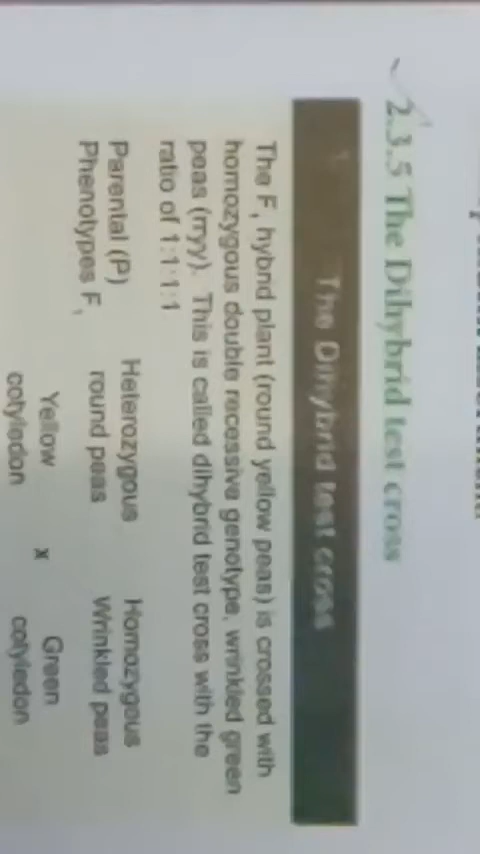 2.3.5 The Dihybrid test cross
The Dihybrid test cross
The F₁ hybrid plant (round yellow peas) is crossed with
homozygous double recessive genotype, wrinkled green
peas (rryy). This is called dihybrid test cross with the
ratio of 1:1:1:1
Parental (P) Heterozygous Homozygous
Phenotypes F₁ round peas Wrinkled peas
Yellow x Green
cotyledon cotyledon